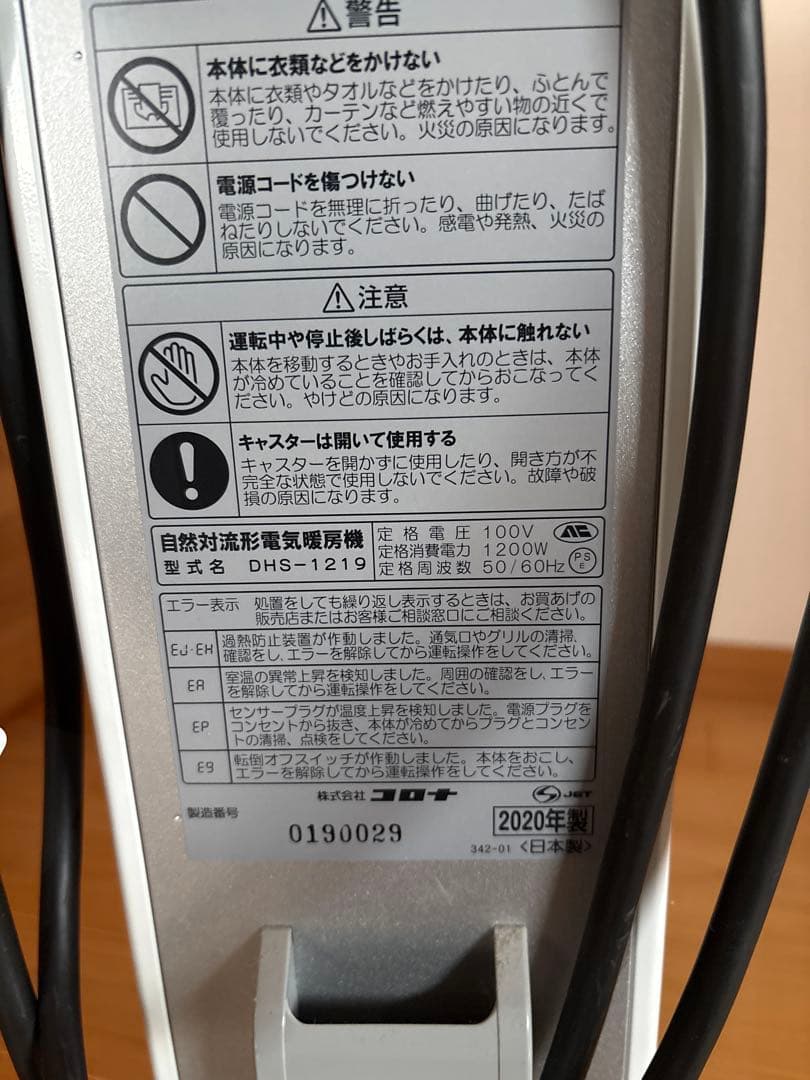 ⚠警告
本体に衣類などをかけない
本体に衣類やタオルなどをかけたり、ふとんで
覆ったり、カーテンなど燃えやすい物の近くで
使用しないでください。火災の原因になります。
電源コードを傷つけない
電源コードを無理に折ったり、曲げたり、たば
ねたりしないでください。感電や発熱、火災の
原因になります。
⚠注意
運転中や停止後しばらくは、本体に触れない
本体を移動するときやお手入れのときは、本体
が冷めていることを確認してからおこなってく
ださい。やけどの原因になります。
キャスターは開いて使用する
キャスターを開かずに使用したり、開き方が不
完全な状態で使用しないでください。故障や破
損の原因になります。
自然対流形電気暖房機
型式名 DHS-1219
定格電圧 100V
定格消費電力 1200W
定格周波数 50/60Hz
PS
E
エラー表示 処置をしても繰り返し表示するときは、お買あげの
販売店またはお客様ご相談窓口にご相談ください。
EJ・EH 過熱防止装置が作動しました。通気口やグリルの清掃、
確認をし、エラーを解除してから運転操作をしてください。
EA 室温の異常上昇を検知しました。周囲の確認をし、エラー
を解除してから運転操作をしてください。
EP センサープラグが温度上昇を検知しました。電源プラグを
コンセントから抜き、本体が冷めてからプラグとコンセン
トの清掃、点検をしてください。
E9 転倒オフスイッチが作動しました。本体をおこし、
エラーを解除してから運転操作をしてください。
株式会社 コロナ
JET
製造番号
0190029
2020年製
342-01 <日本製>